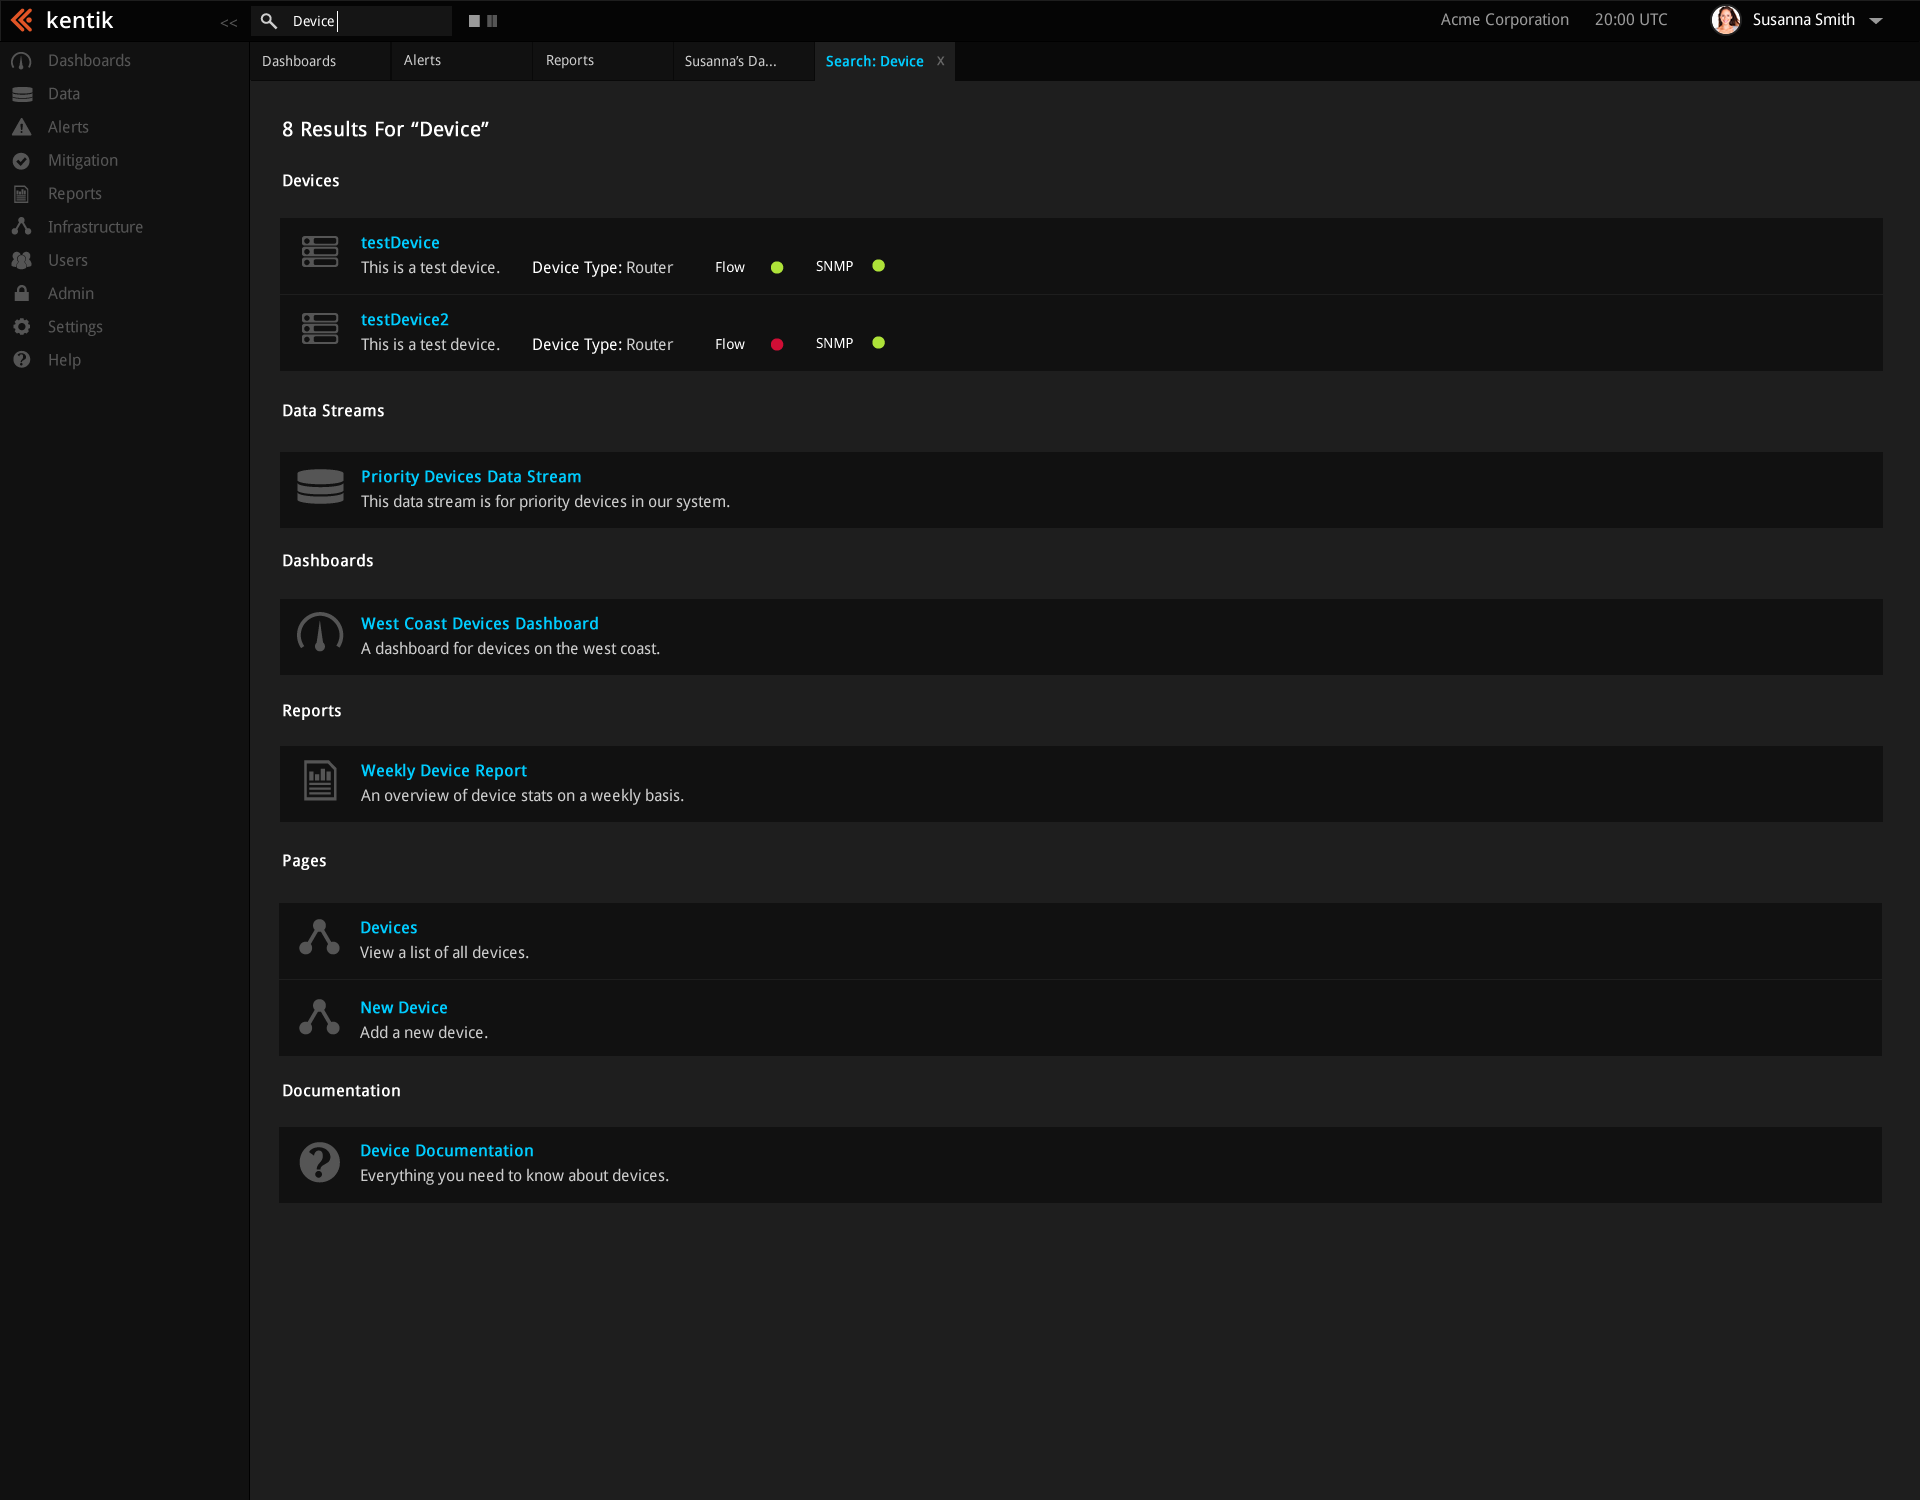 kentik
<<
Device
Acme Corporation
20:00 UTC
Susanna Smith
Dashboards
Data
Alerts
Mitigation
Reports
Infrastructure
Users
Admin
Settings
Help
Dashboards
Alerts
Reports
Susanna’s Da...
Search: Device
X
8 Results For “Device”
Devices
testDevice
This is a test device. Device Type: Router Flow SNMP
testDevice2
This is a test device. Device Type: Router Flow SNMP
Data Streams
Priority Devices Data Stream
This data stream is for priority devices in our system.
Dashboards
West Coast Devices Dashboard
A dashboard for devices on the west coast.
Reports
Weekly Device Report
An overview of device stats on a weekly basis.
Pages
Devices
View a list of all devices.
New Device
Add a new device.
Documentation
Device Documentation
Everything you need to know about devices.